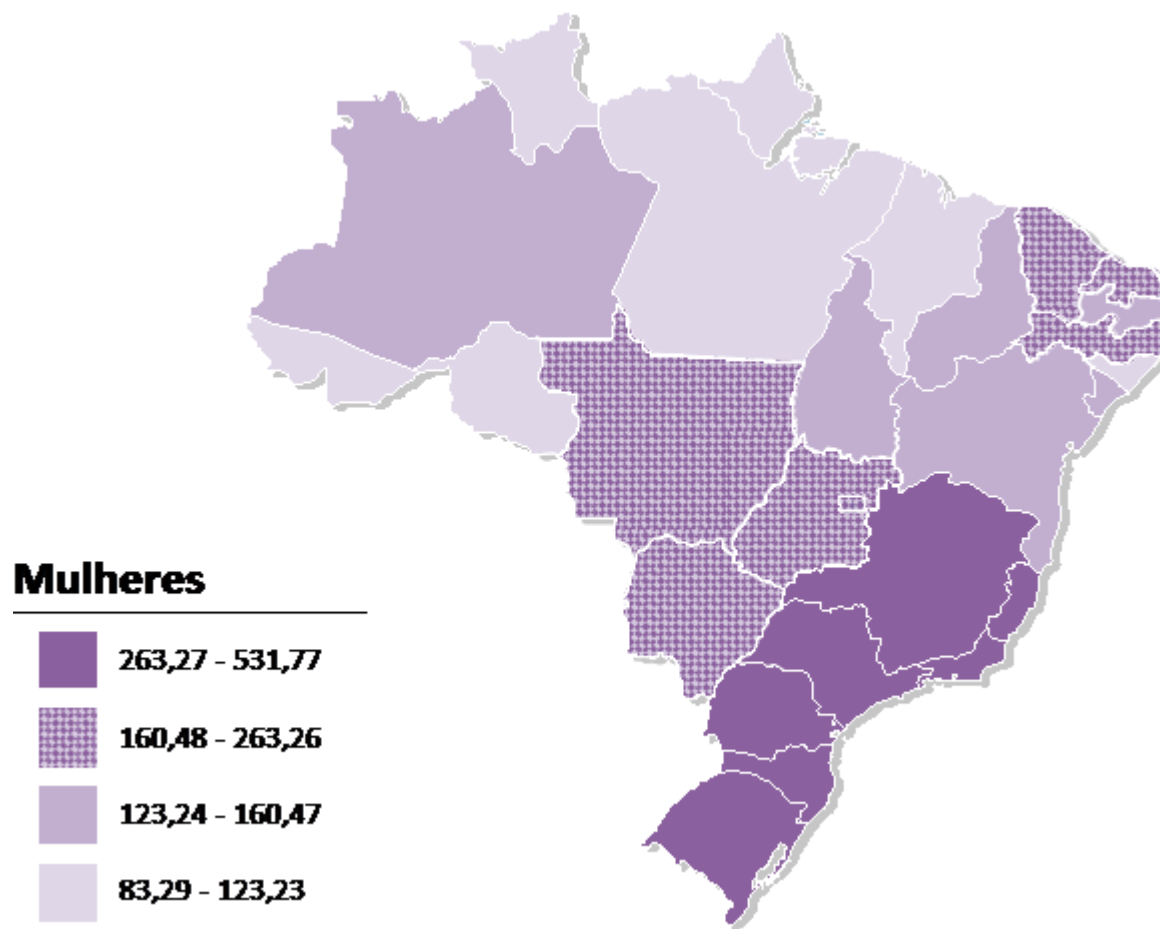 Mulheres
263,27 - 531,77
160,48 - 263,26
123,24 - 160,47
83,29 - 123,23